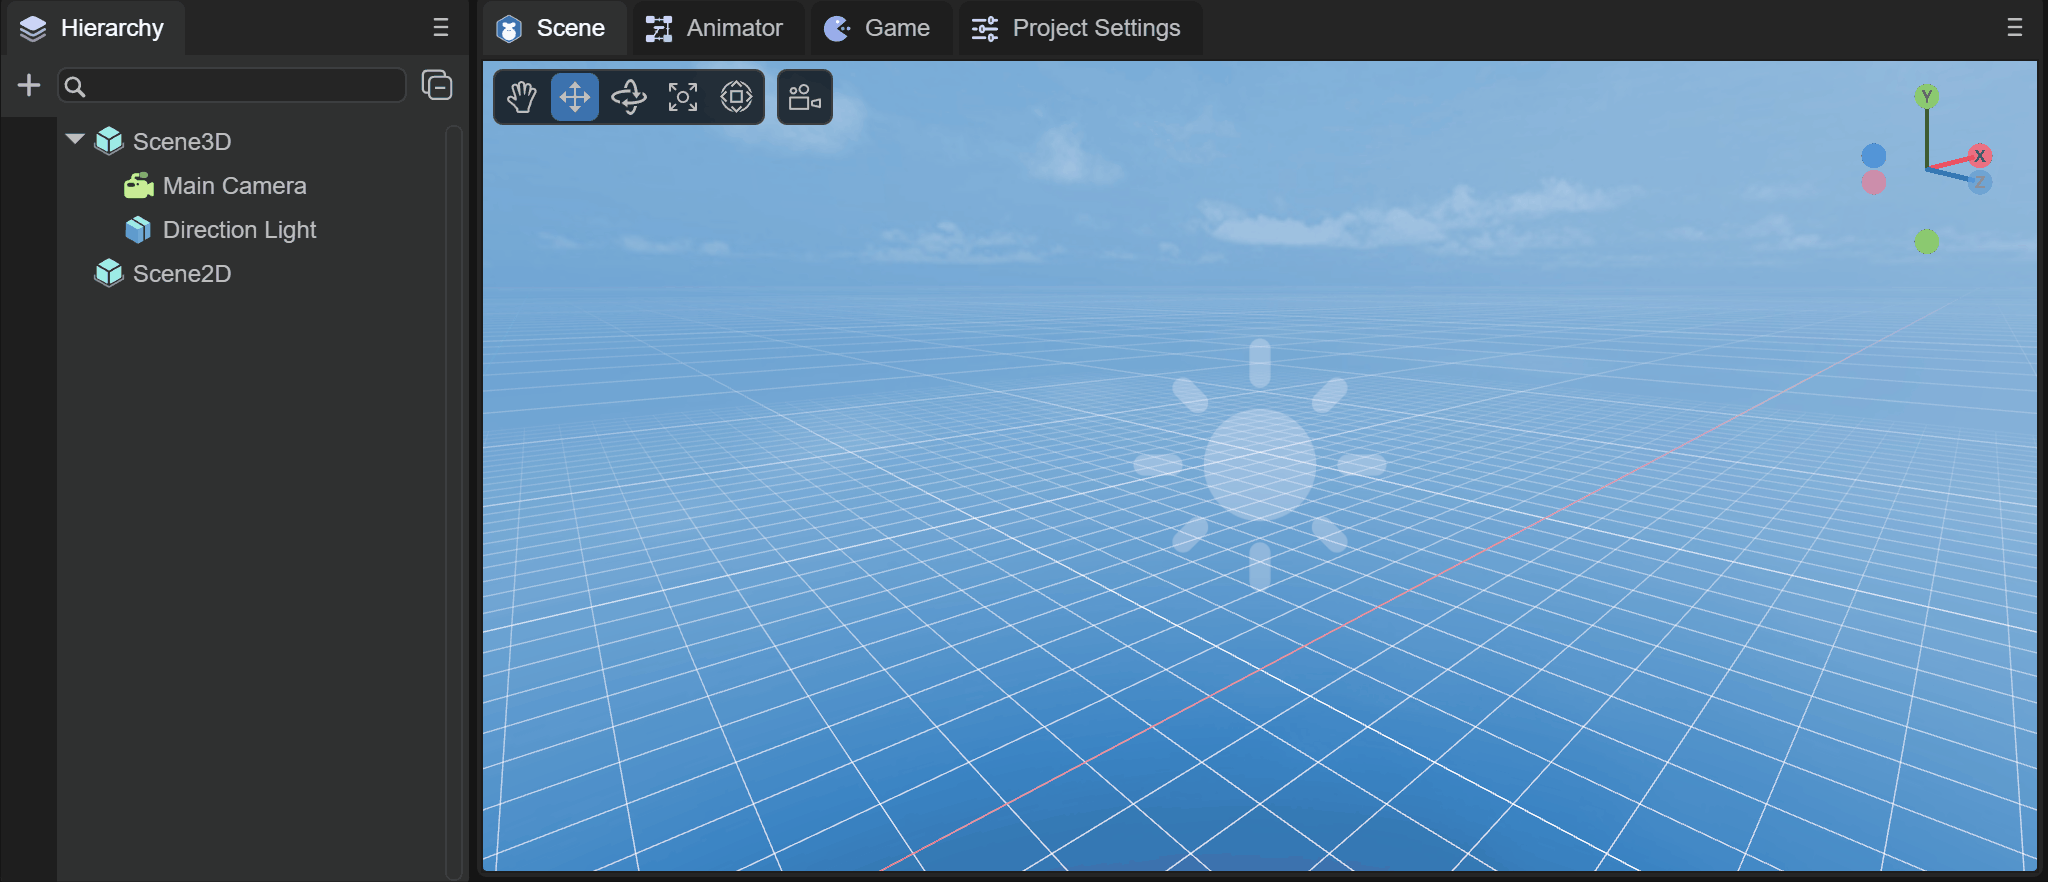 Hierarchy
Scene
Animator
Game
Project Settings
Scene3D
Main Camera
Direction Light
Scene2D
Y
X
Z